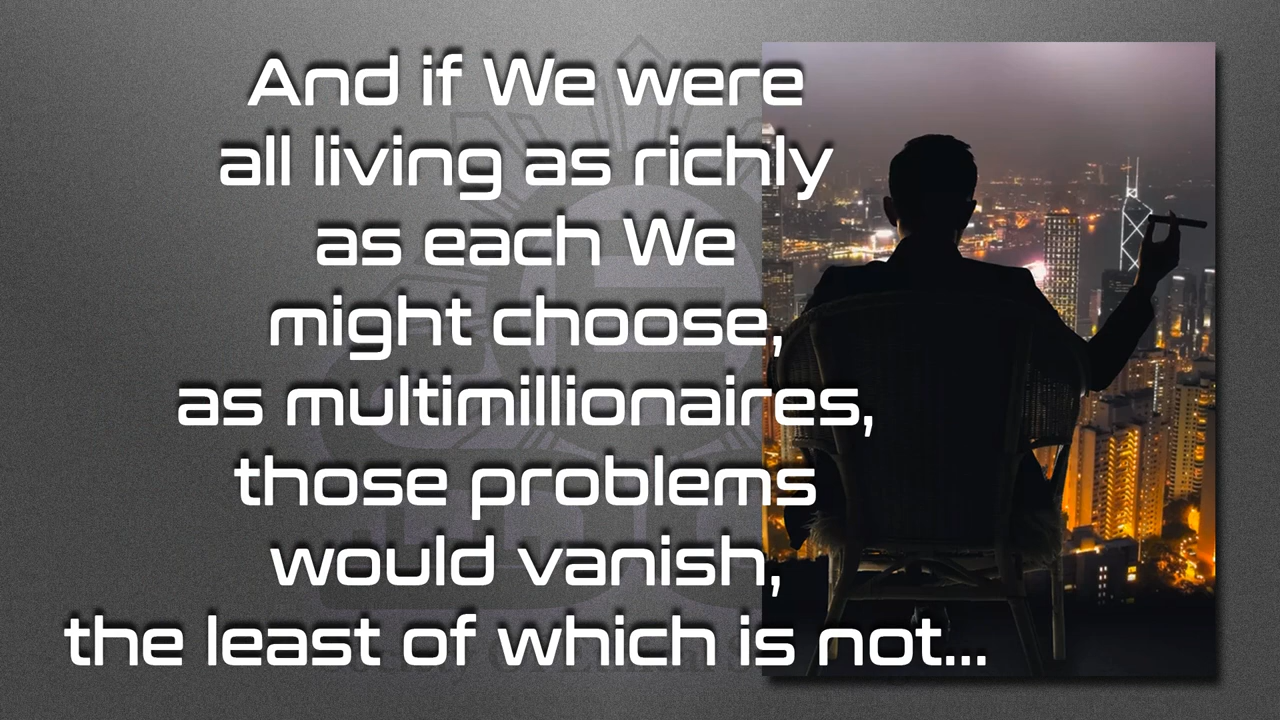 And if We were
all living as richly
as each We
might choose,
as multimillionaires,
those problems
would vanish,
the least of which is not...